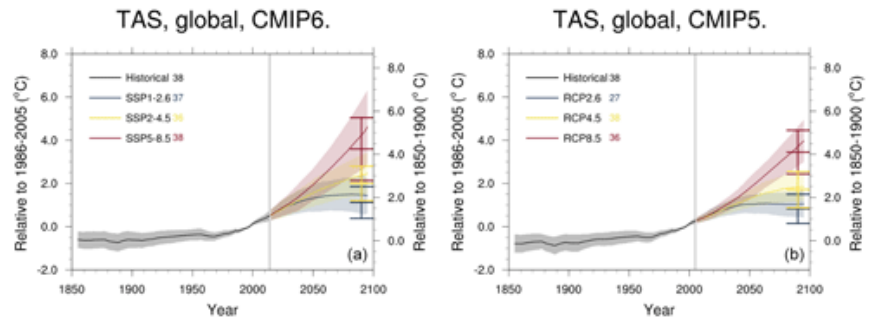 TAS, global, CMIP6.
8.0
6.0
4.0
2.0
0.0
-2.0
Relative to 1986-2005 (°C)
Historical 38
SSP1-2.6 37
SSP2-4.5
SSP5-8.5 38
(a)
8.0
6.0
4.0
2.0
0.0
Relative to 1850-1900 (°C)
1850 1900 1950 2000 2050 2100
Year
TAS, global, CMIP5.
8.0
6.0
4.0
2.0
0.0
-2.0
Relative to 1986-2005 (°C)
Historical 38
RCP2.6 27
RCP4.5
RCP8.5 36
(b)
8.0
6.0
4.0
2.0
0.0
Relative to 1850-1900 (°C)
1850 1900 1950 2000 2050 2100
Year